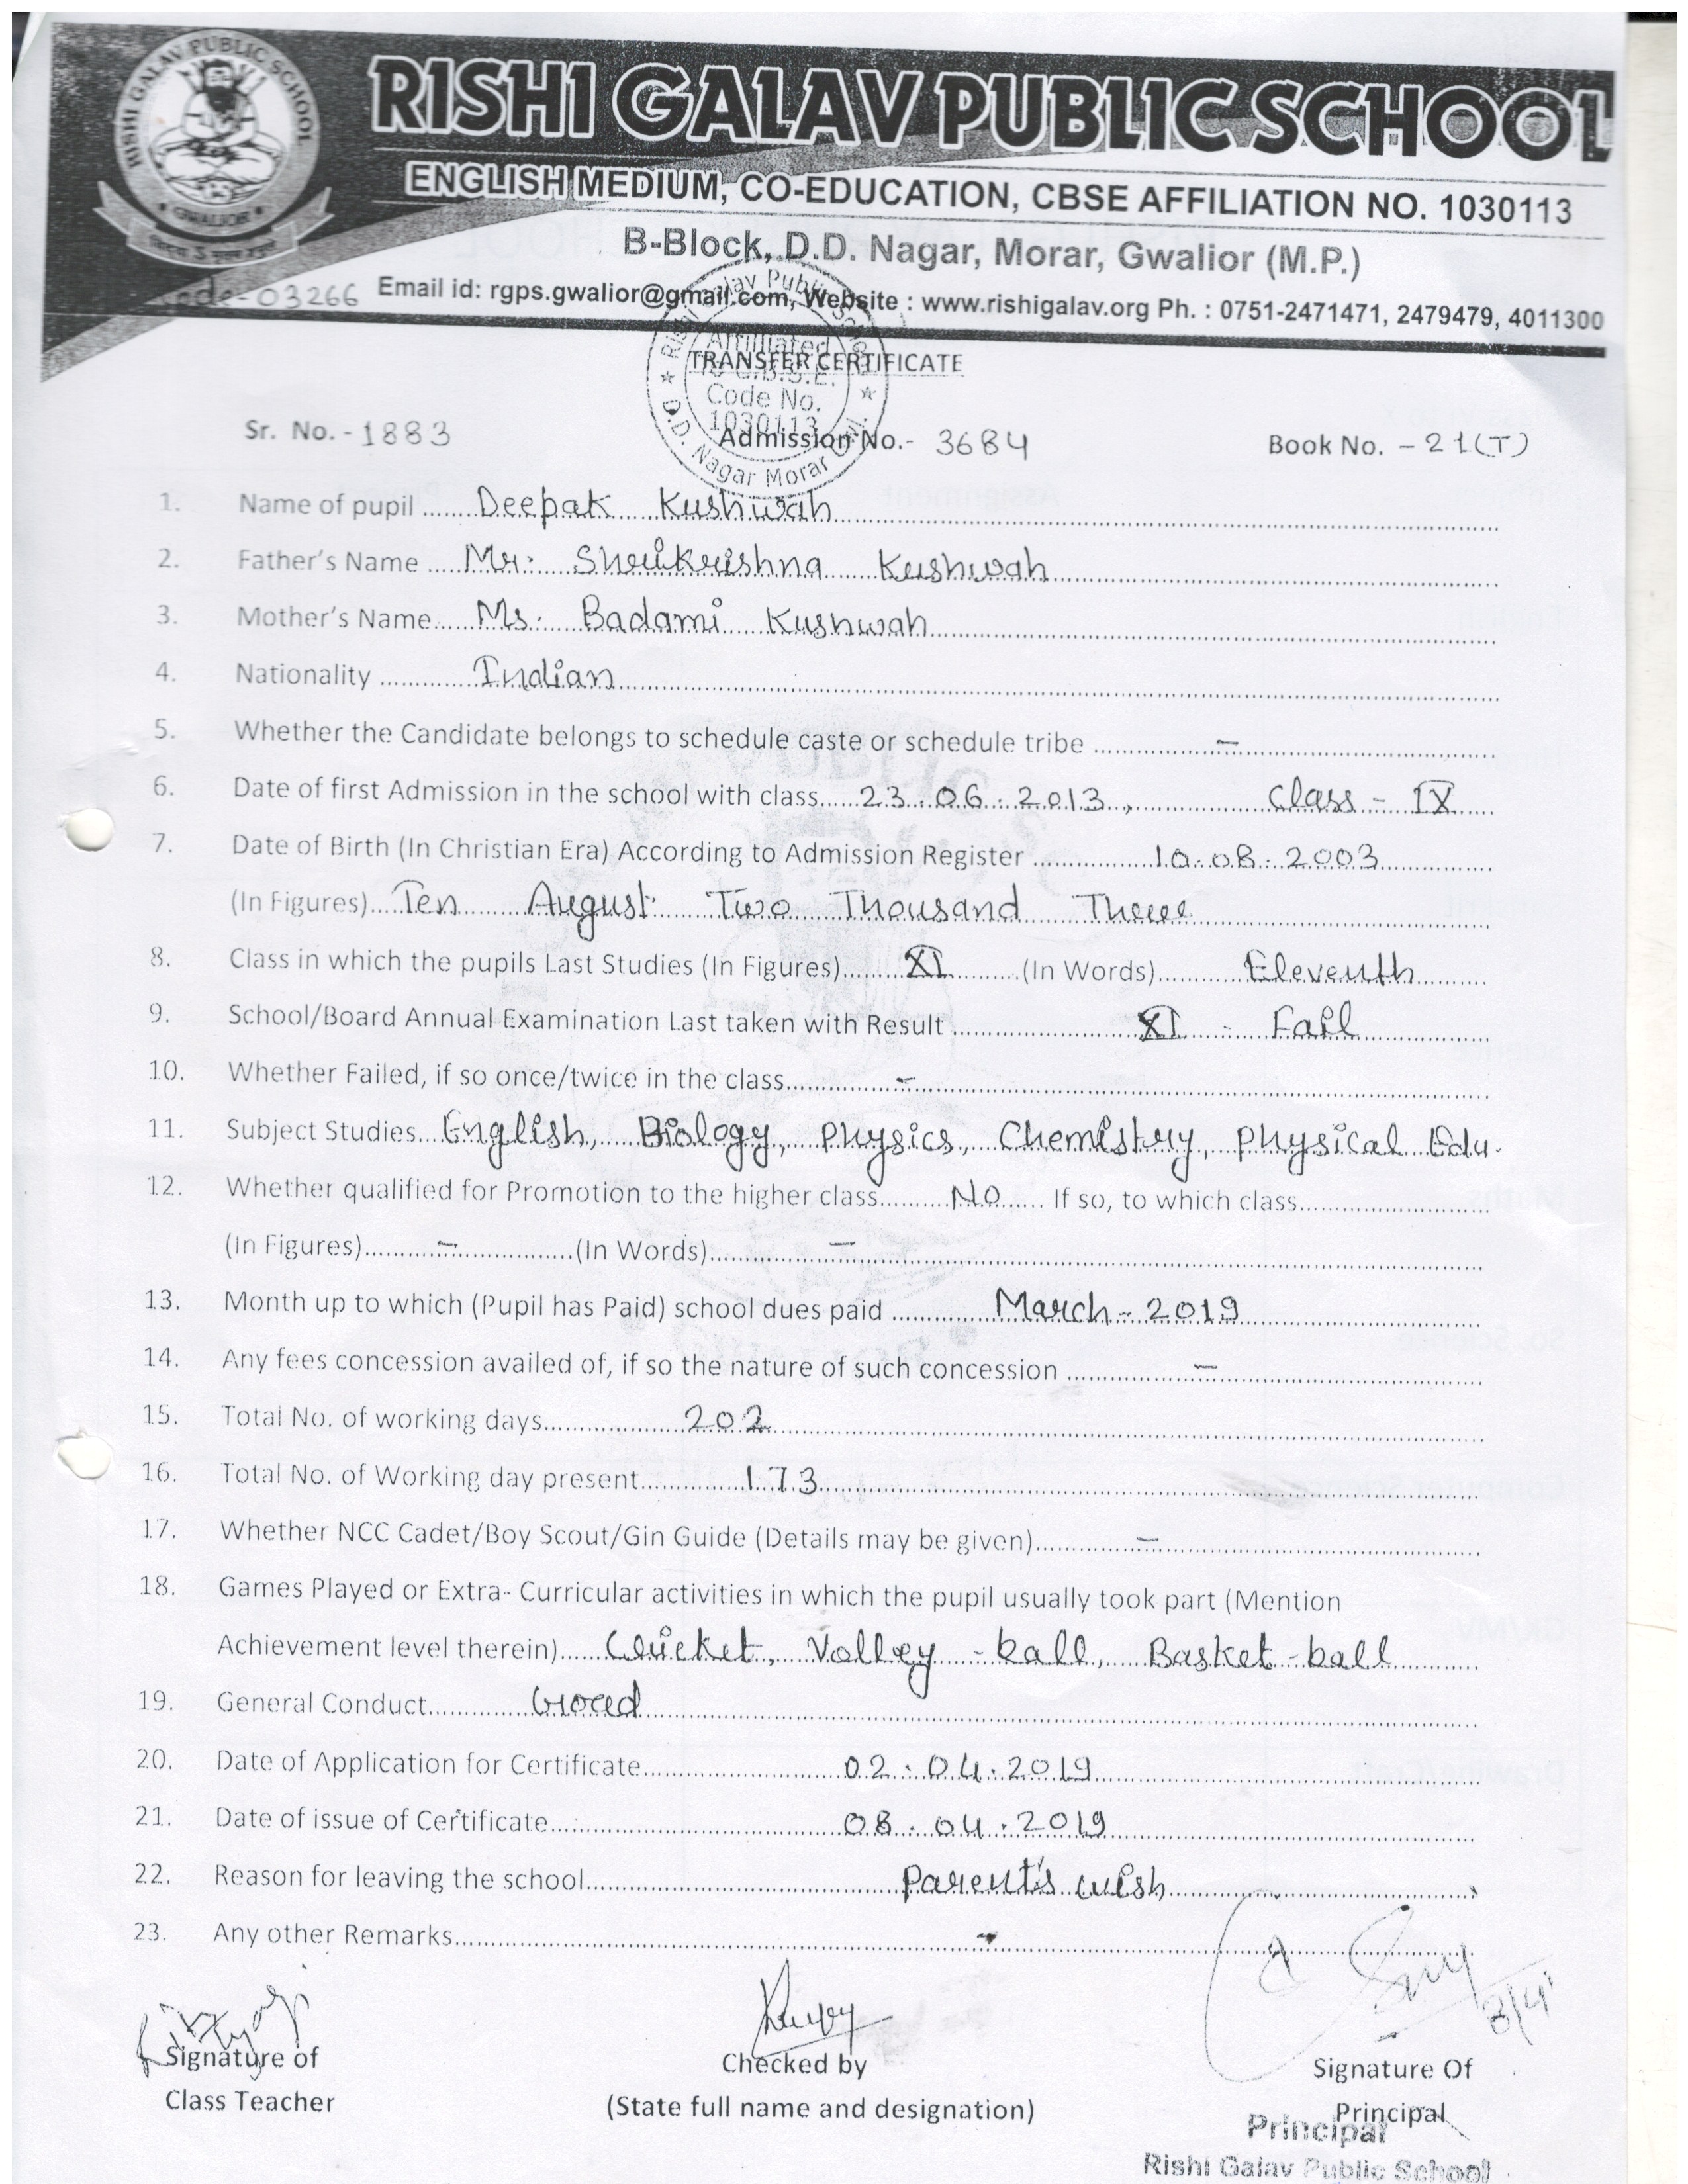 RISHI GALAV PUBLIC SCHOOL
GWALIOR
RISHI GALAV PUBLIC SCHOOL
ENGLISH MEDIUM, CO-EDUCATION, CBSE AFFILIATION NO. 1030113
B-Block, D.D. Nagar, Morar, Gwalior (M.P.)
Code-03266 Email id: rgps.gwalior@gmail.com, Website : www.rishigalav.org Ph. : 0751-2471471, 2479479, 4011300
TRANSFER CERTIFICATE
Rishi Galav Public School
Affiliated
C.B.S.E.
Code No.
1030113
D.D. Nagar Morar
Sr. No.-1883 Admission No.- 3684 Book No. - 21(T)
1. Name of pupil ...... Deepak Kushwah
2. Father's Name ..... Mr. Shrikrishna Kushwah
3. Mother's Name..... Ms. Badami Kushwah
4. Nationality ............. Indian
5. Whether the Candidate belongs to schedule caste or schedule tribe ............... –
6. Date of first Admission in the school with class..... 23.06.2013, Class - IX
7. Date of Birth (In Christian Era) According to Admission Register ............... 10.08.2003
(In Figures)... Ten August Two Thousand Three
8. Class in which the pupils Last Studies (In Figures)....... XI .......(In Words)....... Eleventh
9. School/Board Annual Examination Last taken with Result ............... XI - Fail
10. Whether Failed, if so once/twice in the class............... –
11. Subject Studies... English, Biology, Physics, Chemistry, Physical Edu.
12. Whether qualified for Promotion to the higher class....... No ..... If so, to which class...............
(In Figures)......... – ...............(In Words)............... –
13. Month up to which (Pupil has Paid) school dues paid ............ March - 2019
14. Any fees concession availed of, if so the nature of such concession ............... –
15. Total No. of working days............... 202
16. Total No. of Working day present............ 173
17. Whether NCC Cadet/Boy Scout/Gin Guide (Details may be given)............... –
18. Games Played or Extra- Curricular activities in which the pupil usually took part (Mention
Achievement level therein)..... Cricket, Volley - ball, Basket - ball
19. General Conduct............ Good
20. Date of Application for Certificate............... 02.04.2019
21. Date of issue of Certificate............... 08.04.2019
22. Reason for leaving the school............... Parent's wish
23. Any other Remarks............... -
8/4
Signature of Checked by Signature Of
Class Teacher (State full name and designation) Principal
Principal
Rishi Galav Public School